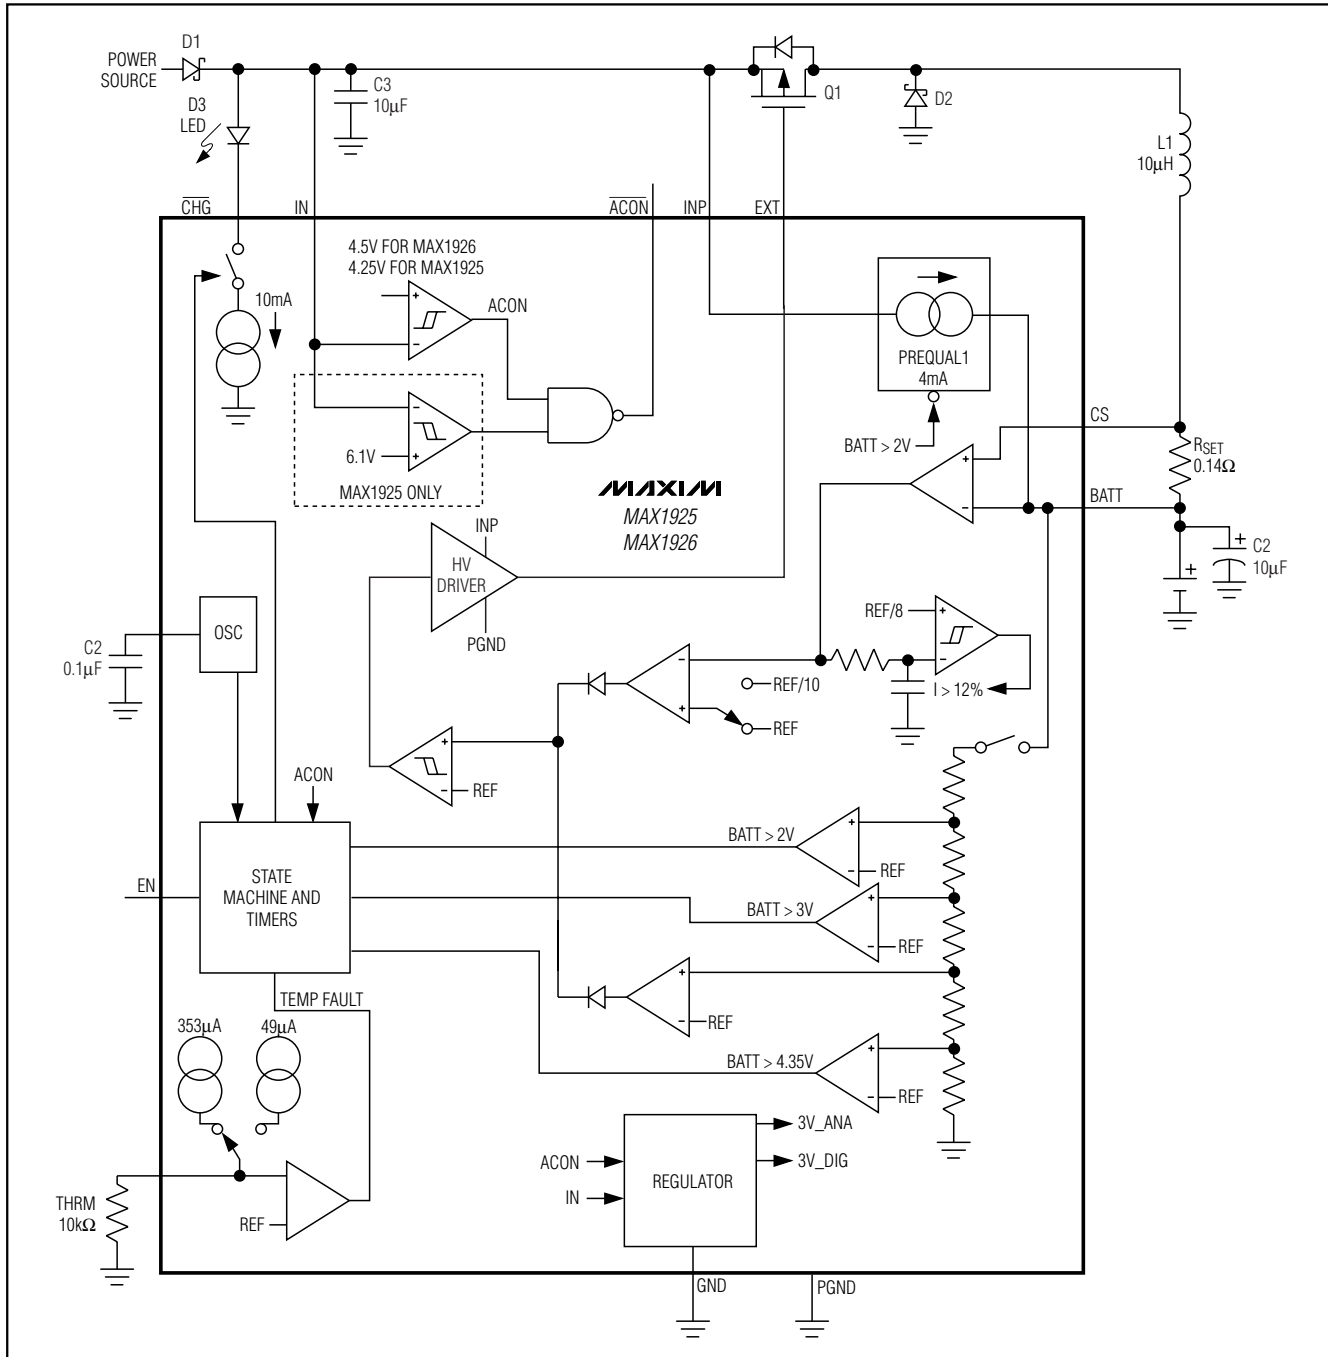 D1
POWER
SOURCE
C3
10µF
Q1
D2
D3
LED
L1
10µH
CHG
IN
ACON
INP
EXT
4.5V FOR MAX1926
4.25V FOR MAX1925
10mA
+
ACON
−
PREQUAL1
4mA
−
6.1V
+
MAX1925 ONLY
BATT > 2V
CS
RSET
0.14Ω
+
−
BATT
MAXIM
MAX1925
MAX1926
INP
HV
DRIVER
PGND
+
C2
10µF
+
OSC
C2
0.1µF
REF/8
+
−
I > 12%
−
REF/10
+
REF
+
−
REF
ACON
BATT > 2V
+
−
REF
EN
STATE
MACHINE AND
TIMERS
BATT > 3V
+
−
REF
TEMP FAULT
+
−
REF
353µA
49µA
BATT > 4.35V
+
−
REF
3V_ANA
ACON
REGULATOR
3V_DIG
IN
THRM
10kΩ
REF
GND
PGND